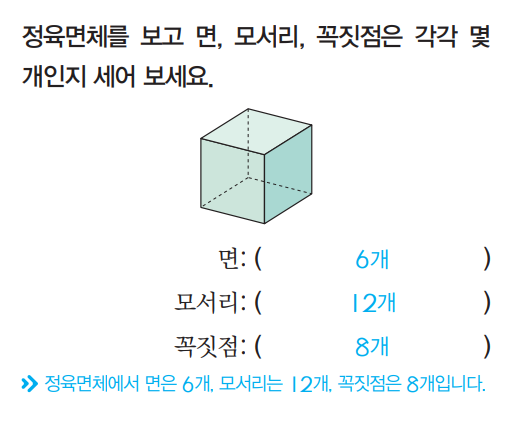 정육면체를 보고 면, 모서리, 꼭짓점은 각각 몇
개인지 세어 보세요.
면: ( 6개 )
모서리: ( 12개 )
꼭짓점: ( 8개 )
» 정육면체에서 면은 6개, 모서리는 12개, 꼭짓점은 8개입니다.